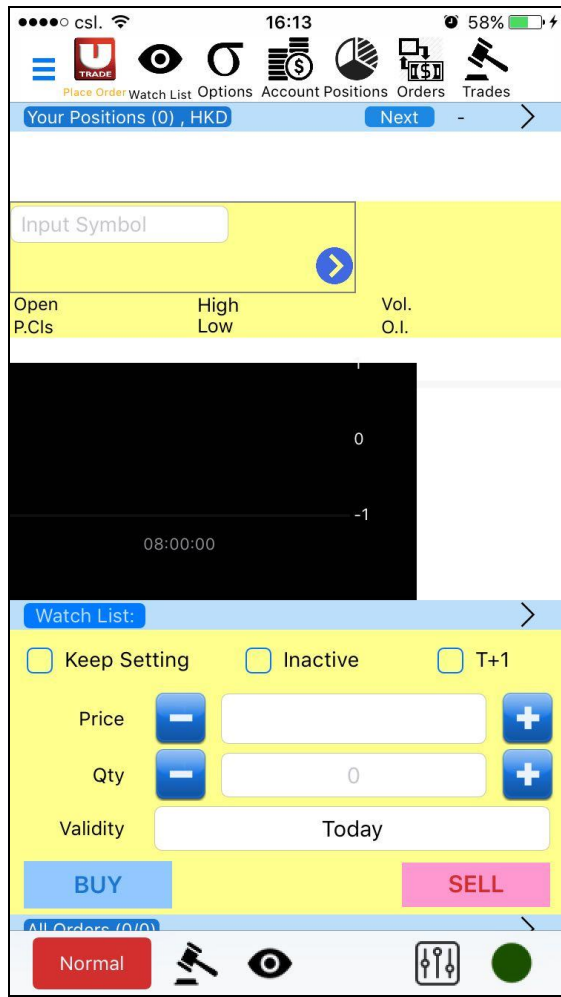 csl. 16:13 58%
U TRADE
Place Order Watch List Options Account Positions Orders Trades
Your Positions (0) , HKD Next -
Input Symbol
Open High Vol.
P.Cls Low O.I.
1
0
-1
08:00:00
Watch List:
Keep Setting Inactive T+1
Price
Qty 0
Validity Today
BUY SELL
All Orders (0/0)
Normal